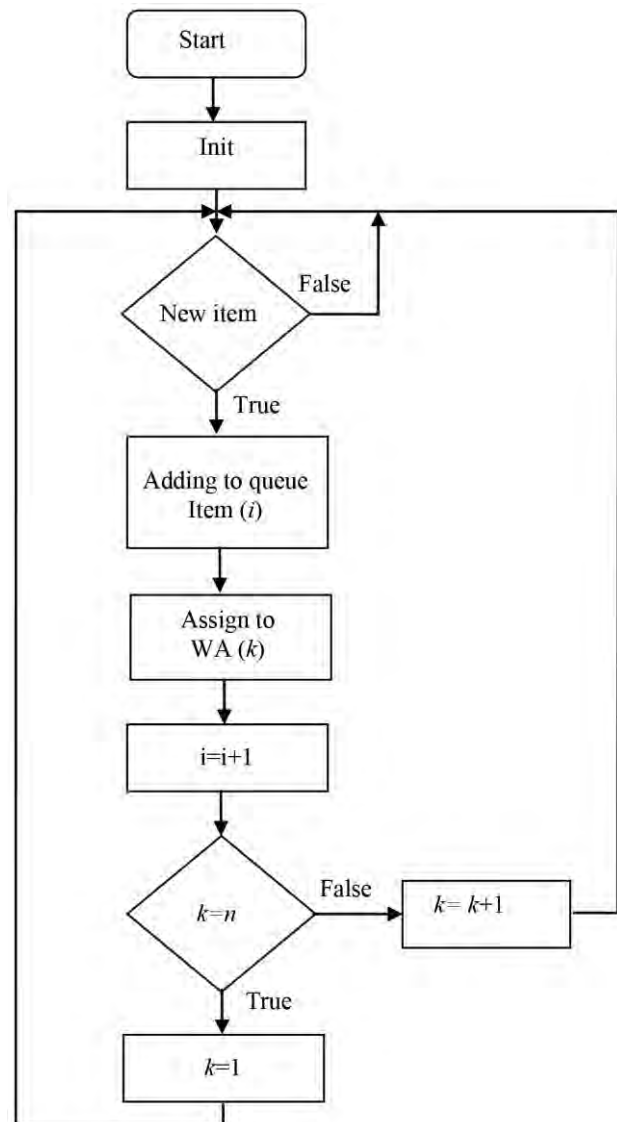 Start
Init
New item
False
True
Adding to queue
Item (i)
Assign to
WA (k)
i=i+1
k=n
False
k= k+1
True
k=1